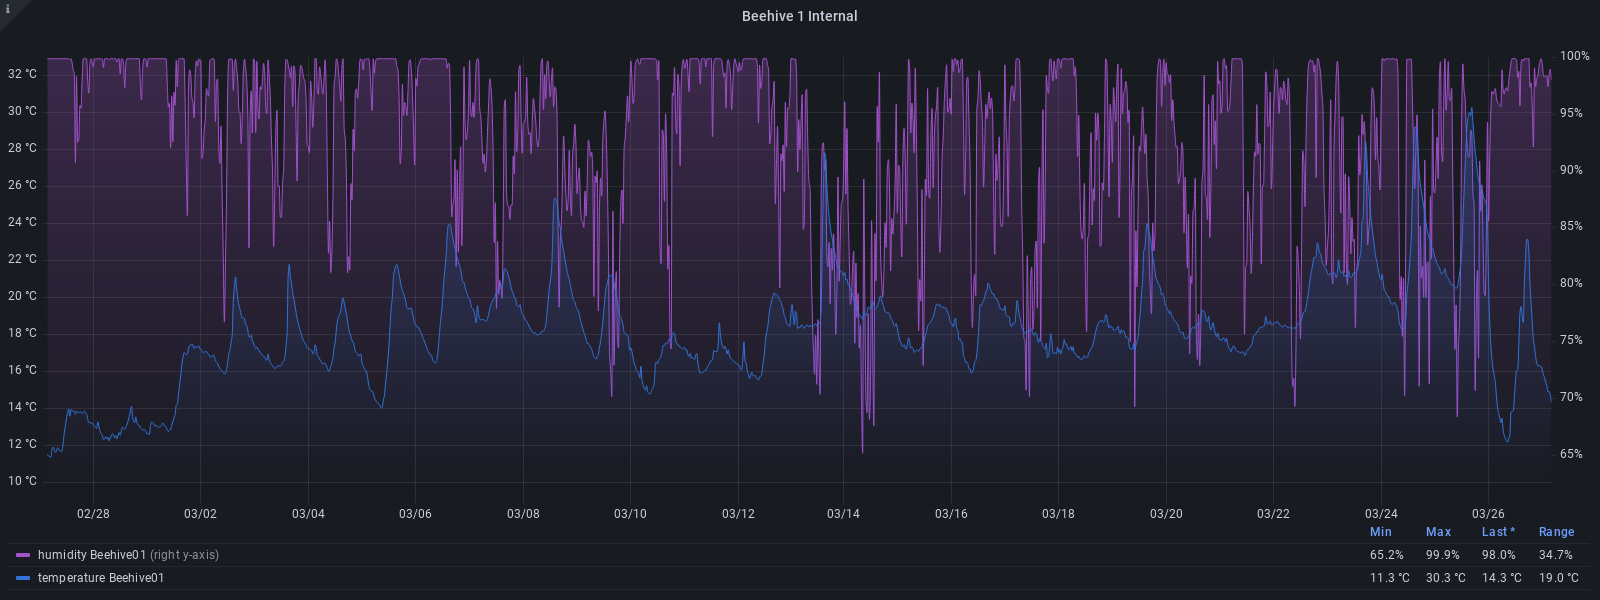 i
Beehive 1 Internal
32 °C
30 °C
28 °C
26 °C
24 °C
22 °C
20 °C
18 °C
16 °C
14 °C
12 °C
10 °C
100%
95%
90%
85%
80%
75%
70%
65%
02/28 03/02 03/04 03/06 03/08 03/10 03/12 03/14 03/16 03/18 03/20 03/22 03/24 03/26
Min Max Last * Range
humidity Beehive01 (right y-axis) 65.2% 99.9% 98.0% 34.7%
temperature Beehive01 11.3 °C 30.3 °C 14.3 °C 19.0 °C